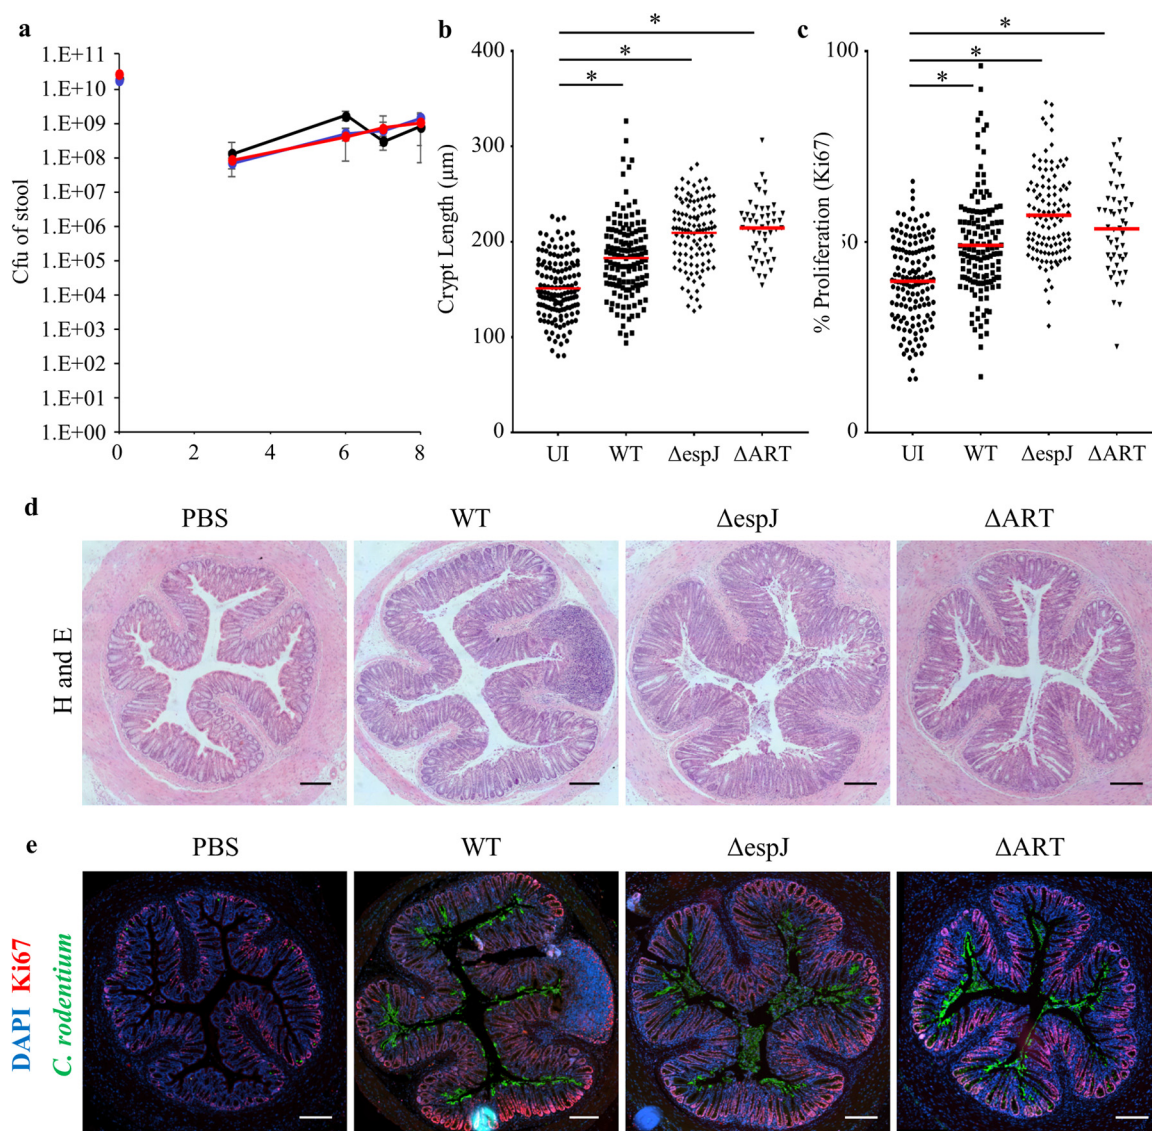 a
1.E+11
1.E+10
1.E+09
1.E+08
1.E+07
1.E+06
1.E+05
1.E+04
1.E+03
1.E+02
1.E+01
1.E+00
Cfu of stool
0 2 4 6 8
b
400
300
200
100
0
Crypt Length (μm)
* * *
UI WT ΔespJ ΔART
c
100
50
0
% Proliferation (Ki67)
* * *
UI WT ΔespJ ΔART
d
PBS WT ΔespJ ΔART
H and E
e
PBS WT ΔespJ ΔART
DAPI Ki67
C. rodentium